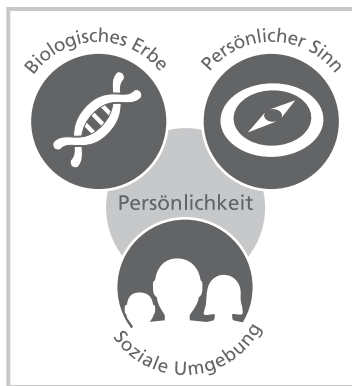 Biologisches Erbe
Persönlicher Sinn
Persönlichkeit
Soziale Umgebung